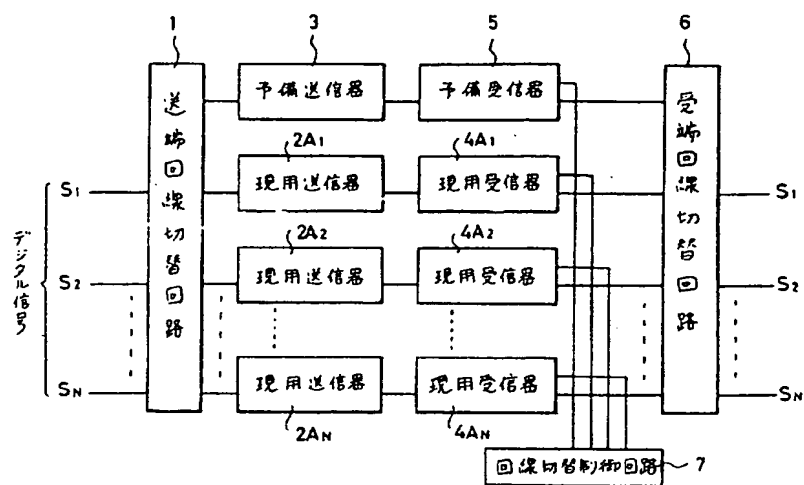 1
3
5
6
送端回線切替回路
予備送信器
予備受信器
受端回線切替回路
2A1
4A1
S1
現用送信器
現用受信器
S1
2A2
4A2
デジクル信号
S2
現用送信器
現用受信器
S2
SN
現用送信器
現用受信器
SN
2AN
4AN
回線切替制御回路
7